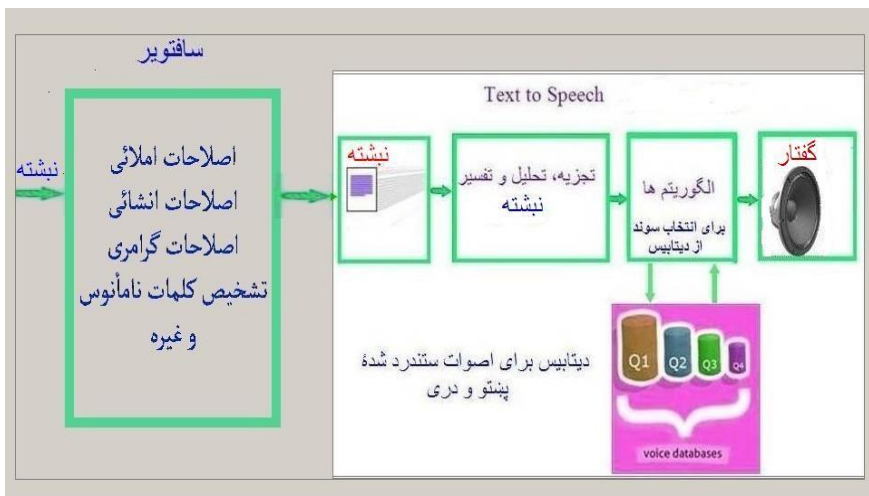 سافتویر
نبشته
اصلاحات املائی
اصلاحات انشائی
اصلاحات گرامری
تشخیص کلمات نامأنوس
و غیره
Text to Speech
نبشته
تجزیه، تحلیل و تفسیر
نبشته
الگوریتم ها
برای انتخاب سوند
از دیتابیس
گفتار
دیتابیس برای اصوات ستندرد شدهٔ
پښتو و دری
Q1 Q2 Q3 Q4
voice databases